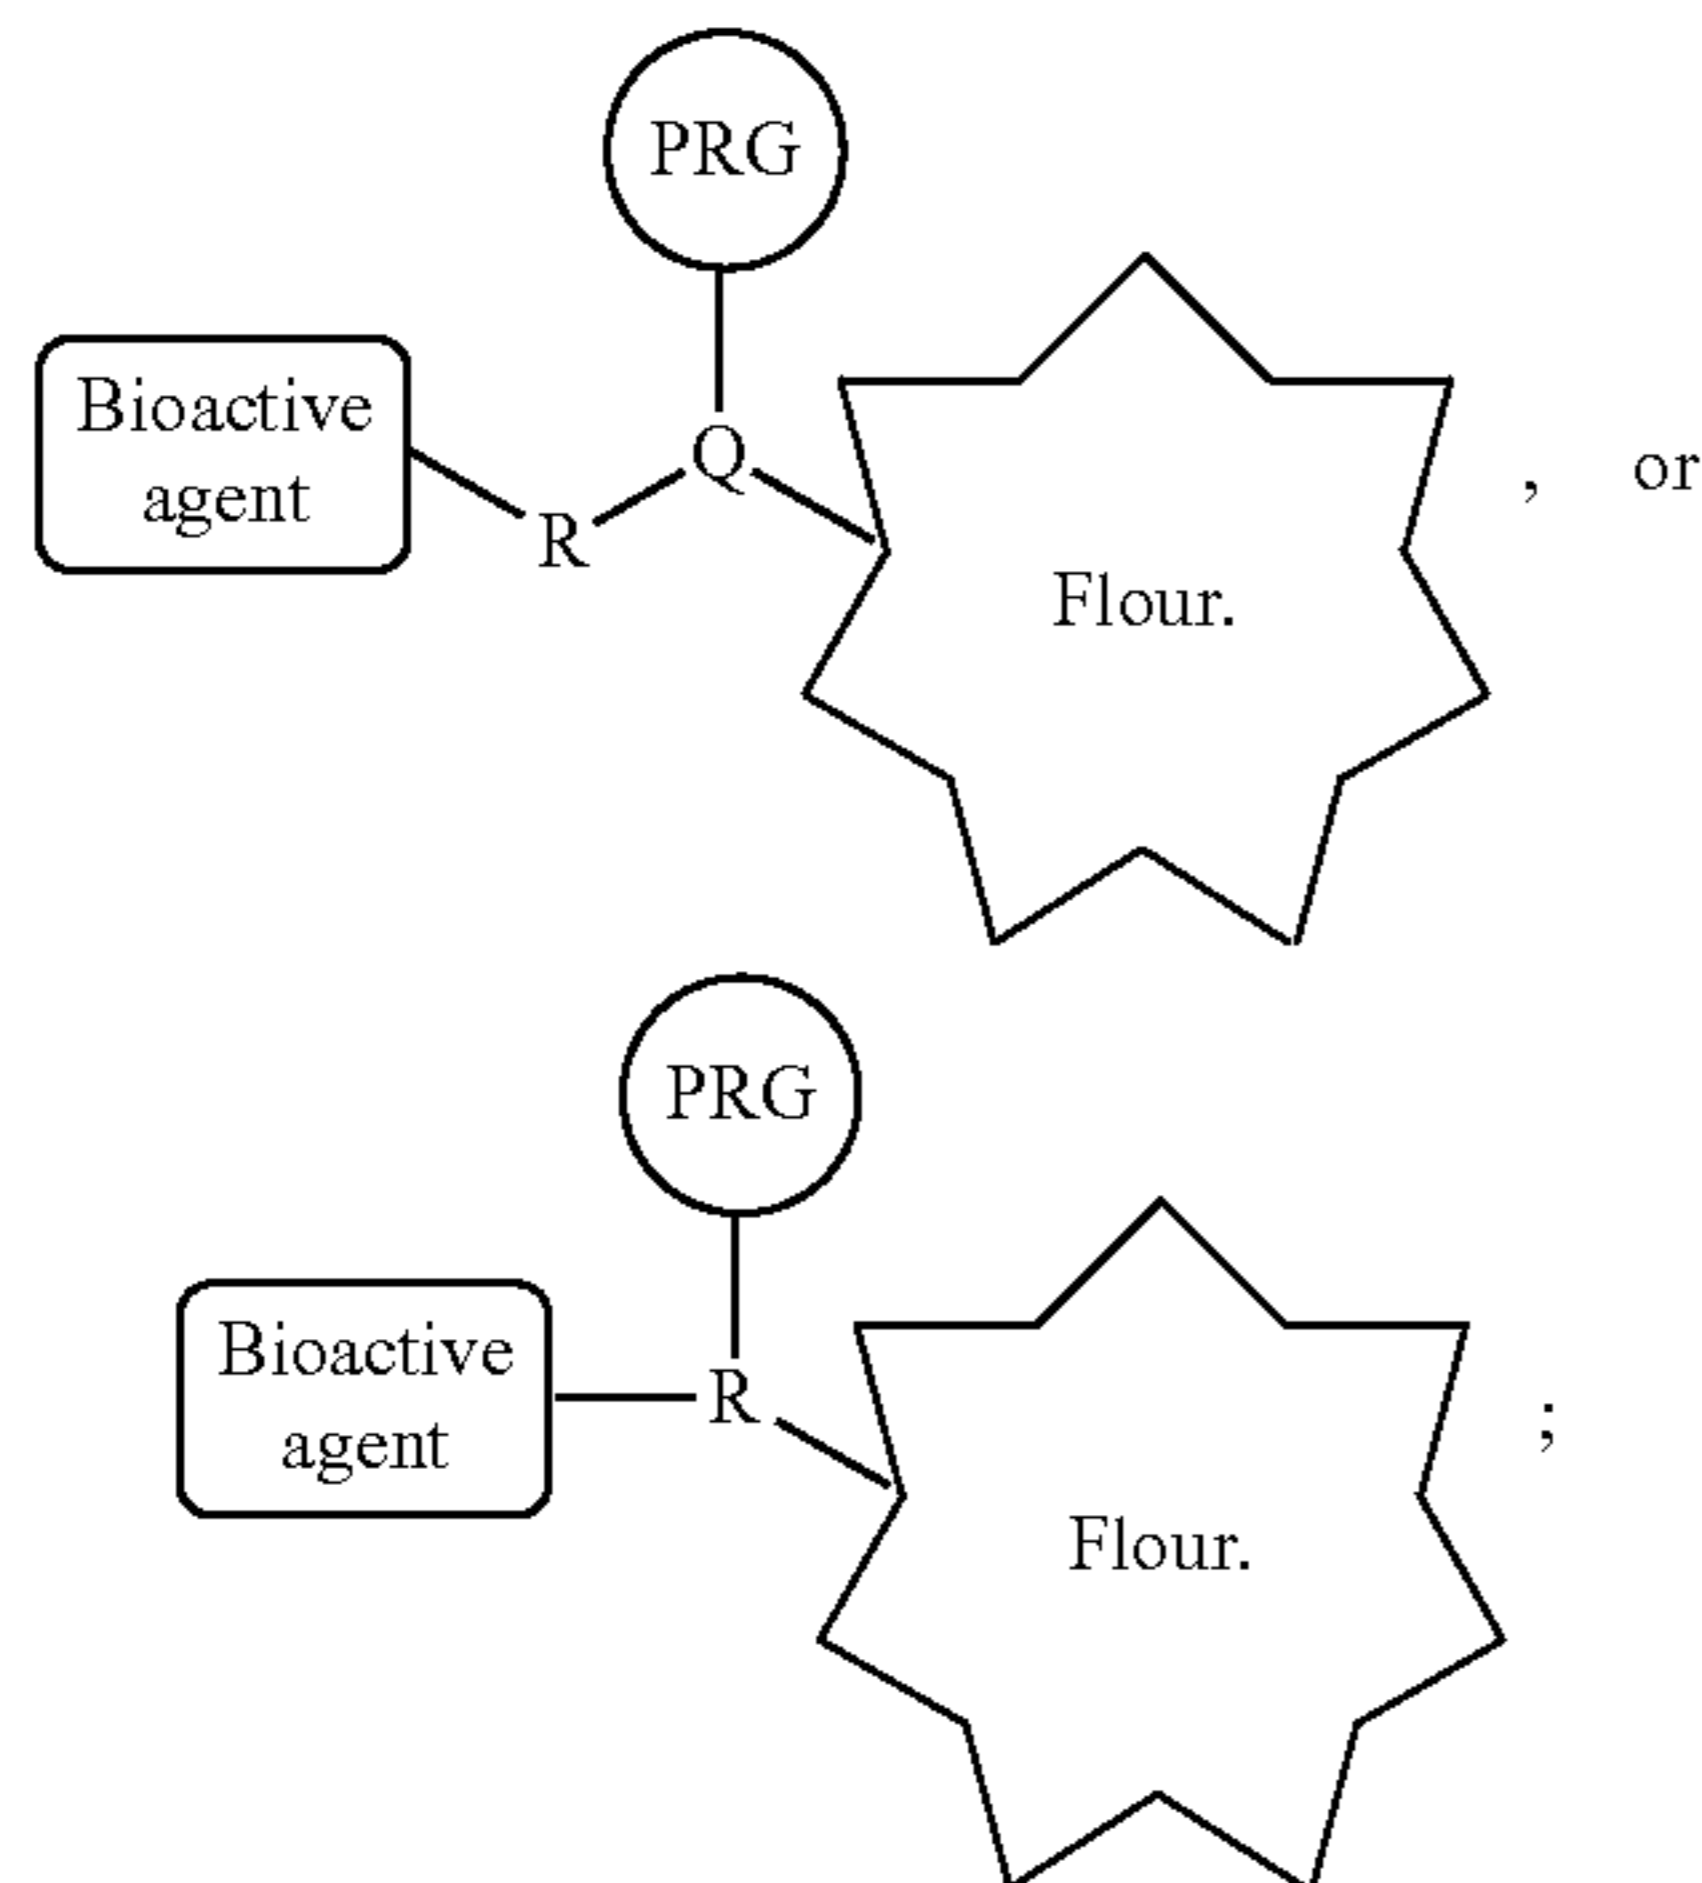 PRG
Bioactive
agent
R
Q
Flour.
, or
PRG
Bioactive
agent
R
Flour.
;